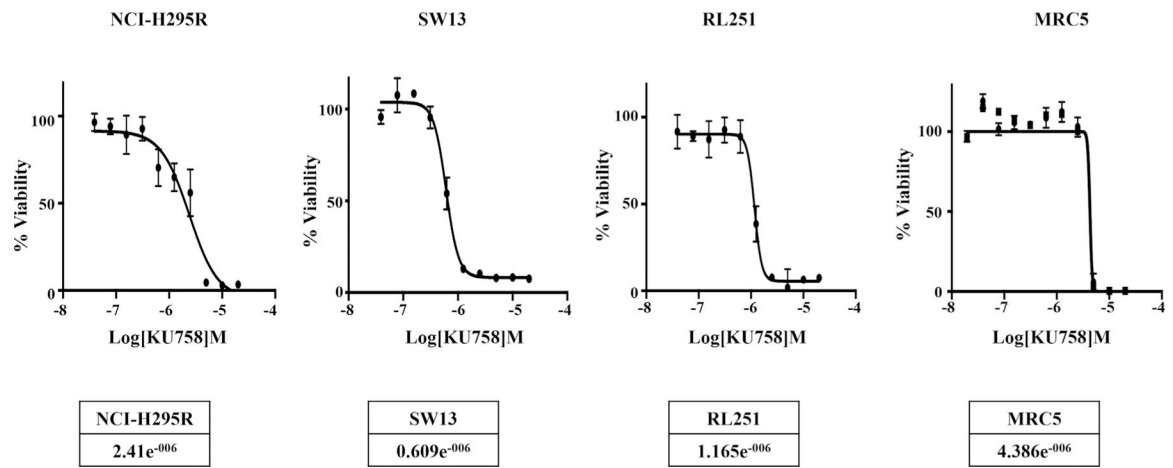 NCI-H295R
SW13
RL251
MRC5
% Viability
100
50
0
-8
-7
-6
-5
-4
Log[KU758]M
% Viability
100
50
0
-8
-7
-6
-5
-4
Log[KU758]M
% Viability
100
50
0
-8
-7
-6
-5
-4
Log[KU758]M
% Viability
100
50
0
-8
-7
-6
-5
-4
Log[KU758]M
NCI-H295R
2.41e-006
SW13
0.609e-006
RL251
1.165e-006
MRC5
4.386e-006